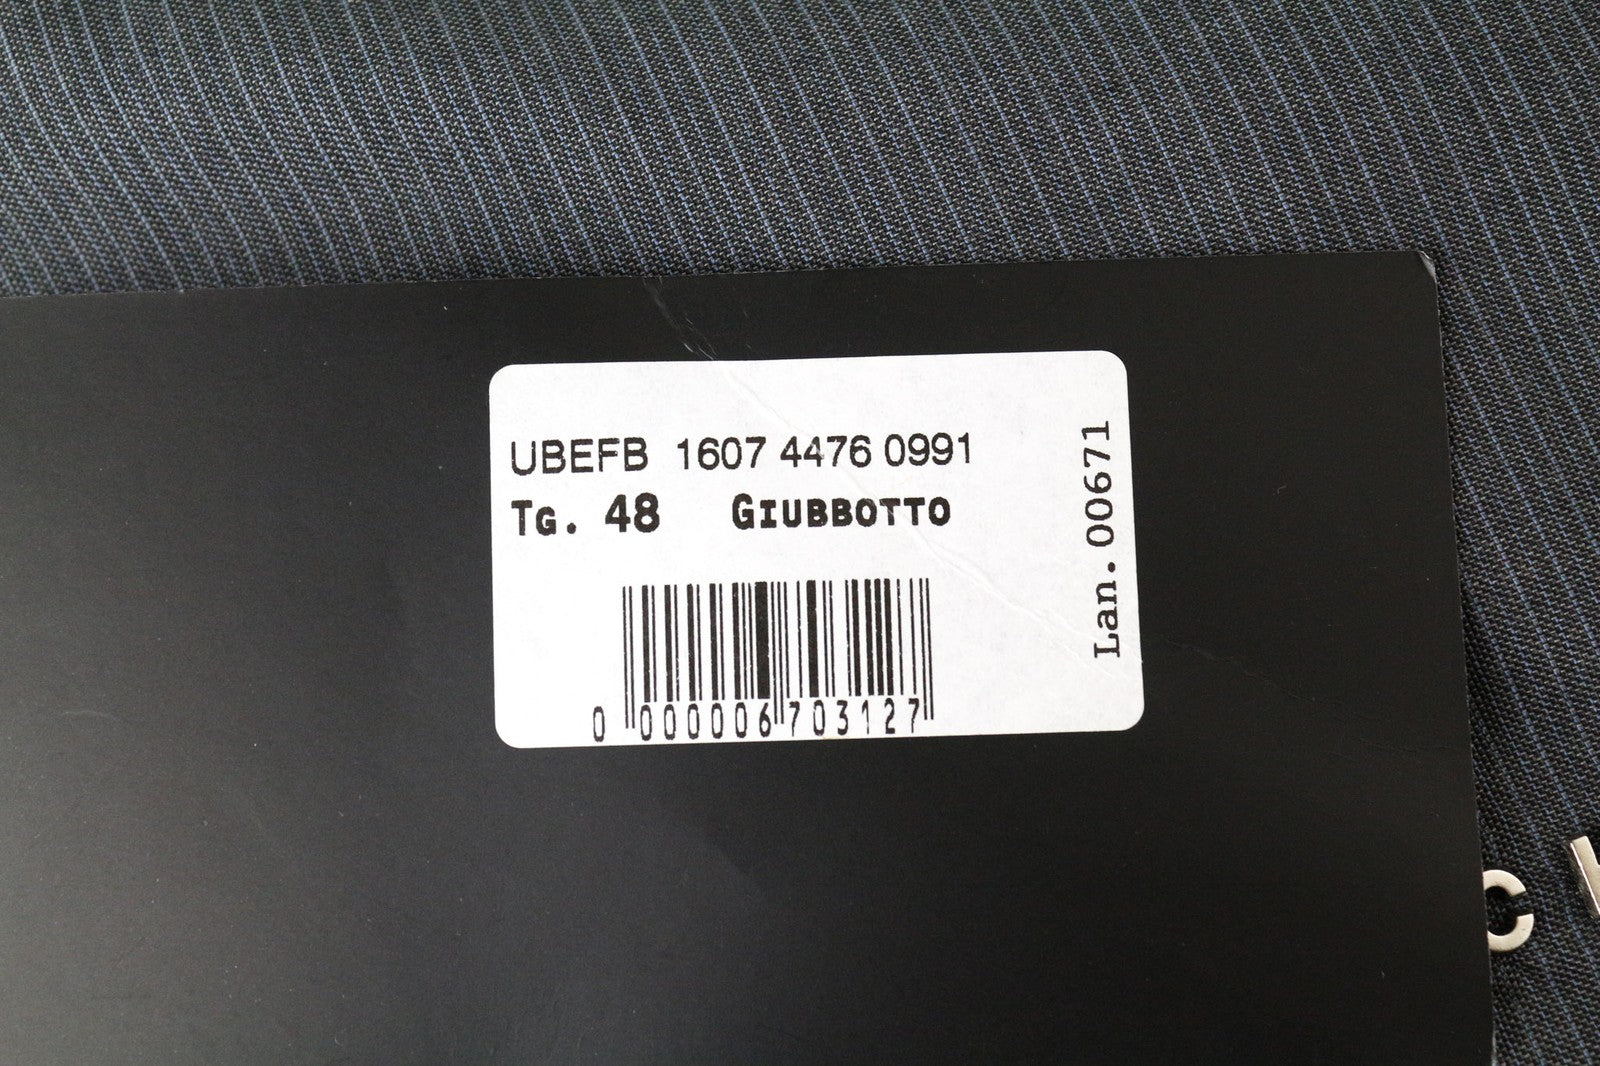 UBEFB 1607 4476 0991
TG. 48 GIUBBOTTO
0 000006 703127
Lan. 00671
C